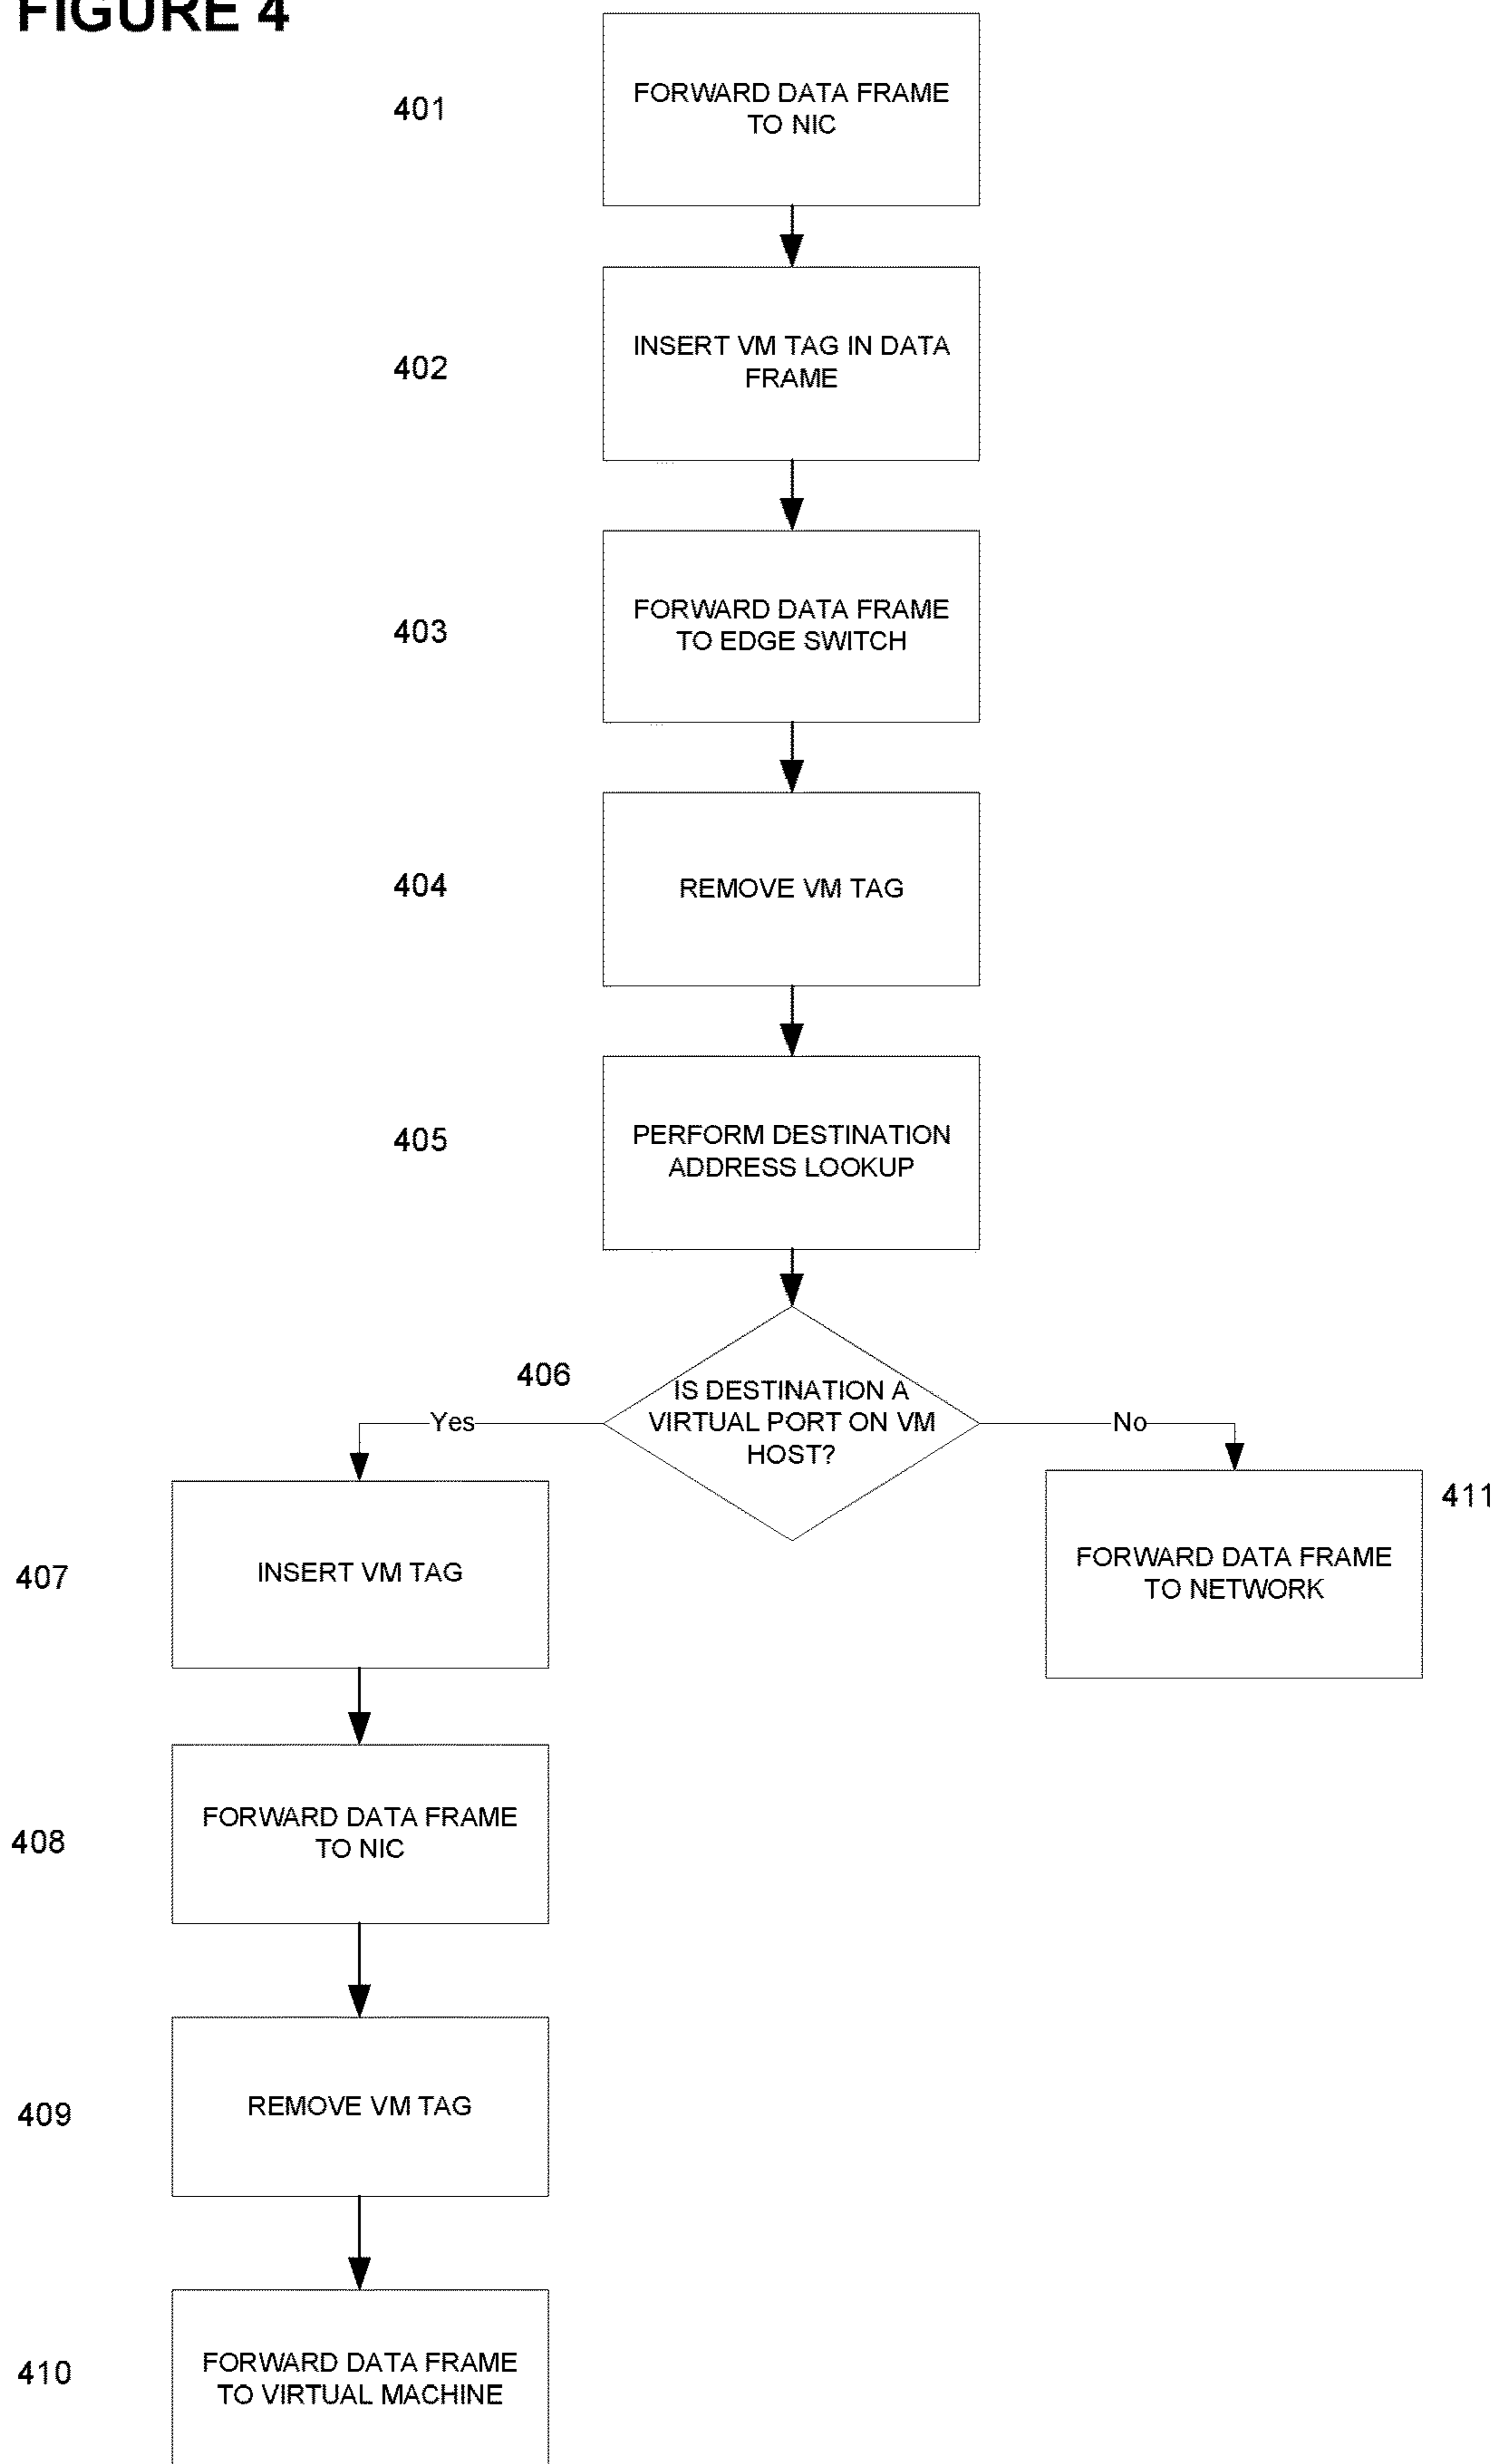 FIGURE 4
401
FORWARD DATA FRAME
TO NIC
402
INSERT VM TAG IN DATA
FRAME
403
FORWARD DATA FRAME
TO EDGE SWITCH
404
REMOVE VM TAG
405
PERFORM DESTINATION
ADDRESS LOOKUP
406
IS DESTINATION A
VIRTUAL PORT ON VM
HOST?
Yes
No
407
INSERT VM TAG
411
FORWARD DATA FRAME
TO NETWORK
408
FORWARD DATA FRAME
TO NIC
409
REMOVE VM TAG
410
FORWARD DATA FRAME
TO VIRTUAL MACHINE